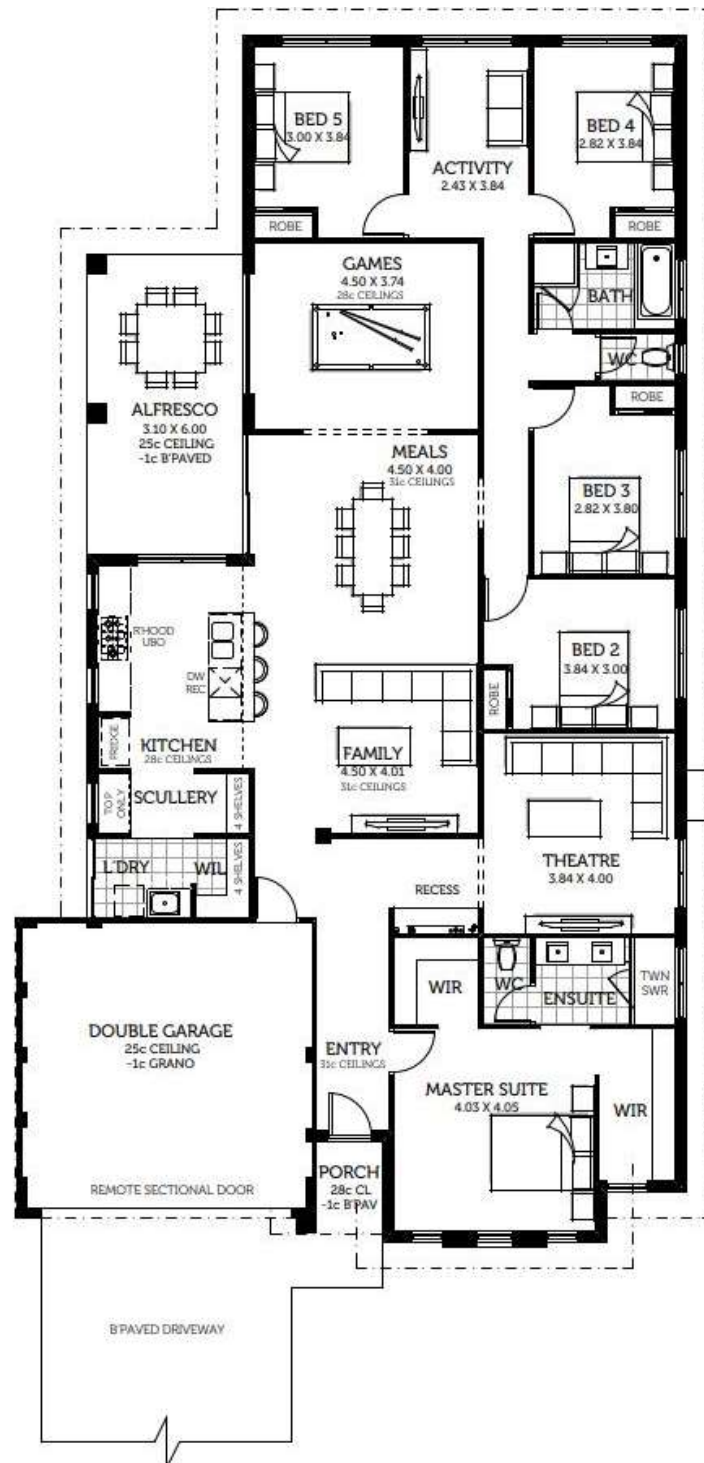 BED 5
3.00 X 3.84
ROBE
ACTIVITY
2.43 X 3.84
BED 4
2.82 X 3.84
ROBE
GAMES
4.50 X 3.74
28c CEILINGS
BATH
WC
ROBE
ALFRESCO
3.10 X 6.00
25c CEILING
-1c B'PAVED
MEALS
4.50 X 4.00
31c CEILINGS
BED 3
2.82 X 3.80
R'HOOD
UBO
DW
REC
BED 2
3.84 X 3.00
ROBE
FRIDGE
KITCHEN
28c CEILINGS
FAMILY
4.50 X 4.01
31c CEILINGS
TOP
ONLY
SCULLERY
4 SHELVES
THEATRE
3.84 X 4.00
L'DRY
WIL
4 SHELVES
RECESS
WIR
WC
ENSUITE
TWN
SWR
DOUBLE GARAGE
25c CEILING
-1c GRANO
ENTRY
31c CEILINGS
MASTER SUITE
4.03 X 4.05
WIR
REMOTE SECTIONAL DOOR
PORCH
28c CL
-1c B'PAV
B'PAVED DRIVEWAY